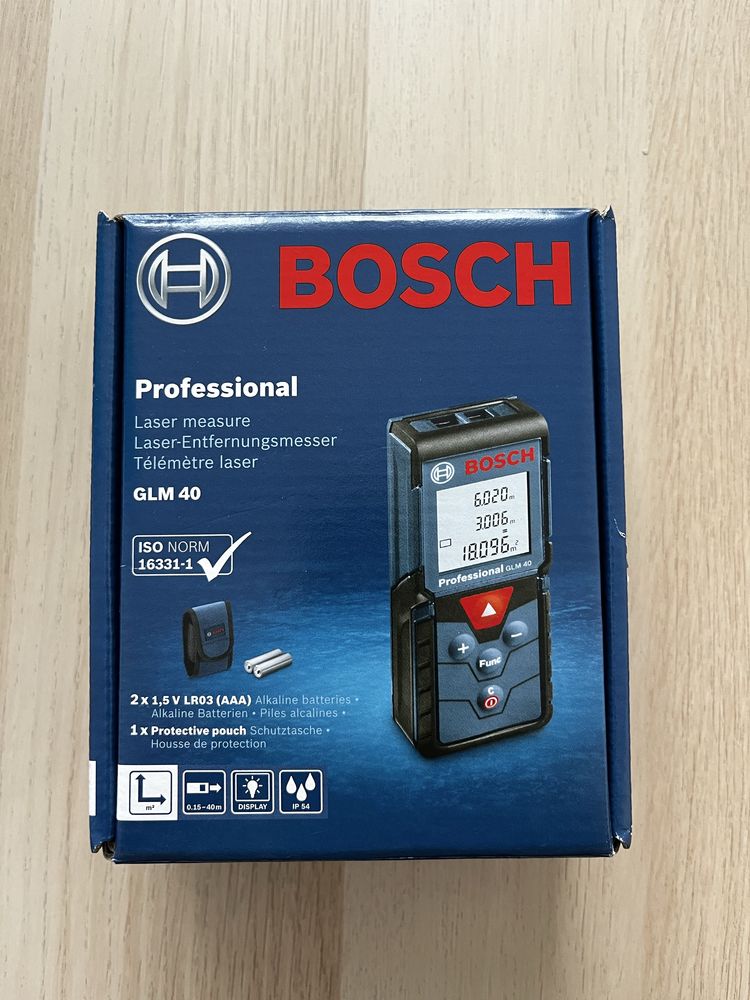 BOSCH
Professional
Laser measure
Laser-Entfernungsmesser
Télémètre laser
GLM 40
ISO NORM
16331-1
BOSCH
6.020 m
3.006 m
=
18.096 m²
Professional GLM 40
+
−
Func
C
BOSCH
2 x 1,5 V LR03 (AAA) Alkaline batteries •
Alkaline Batterien • Piles alcalines •
1 x Protective pouch Schutztasche •
Housse de protection
m²
0.15–40 m
DISPLAY
IP 54